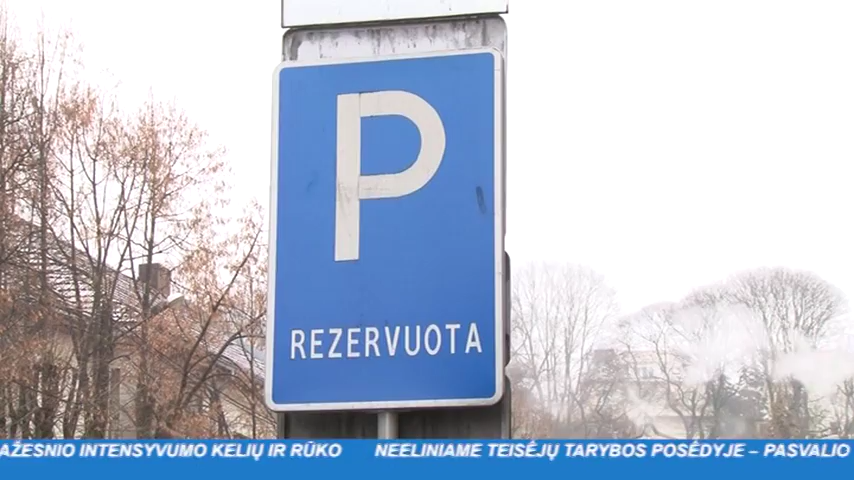 P
REZERVUOTA
AŽESNIO INTENSYVUMO KELIŲ IR RŪKO NEELINIAME TEISĖJŲ TARYBOS POSĖDYJE – PASVALIO